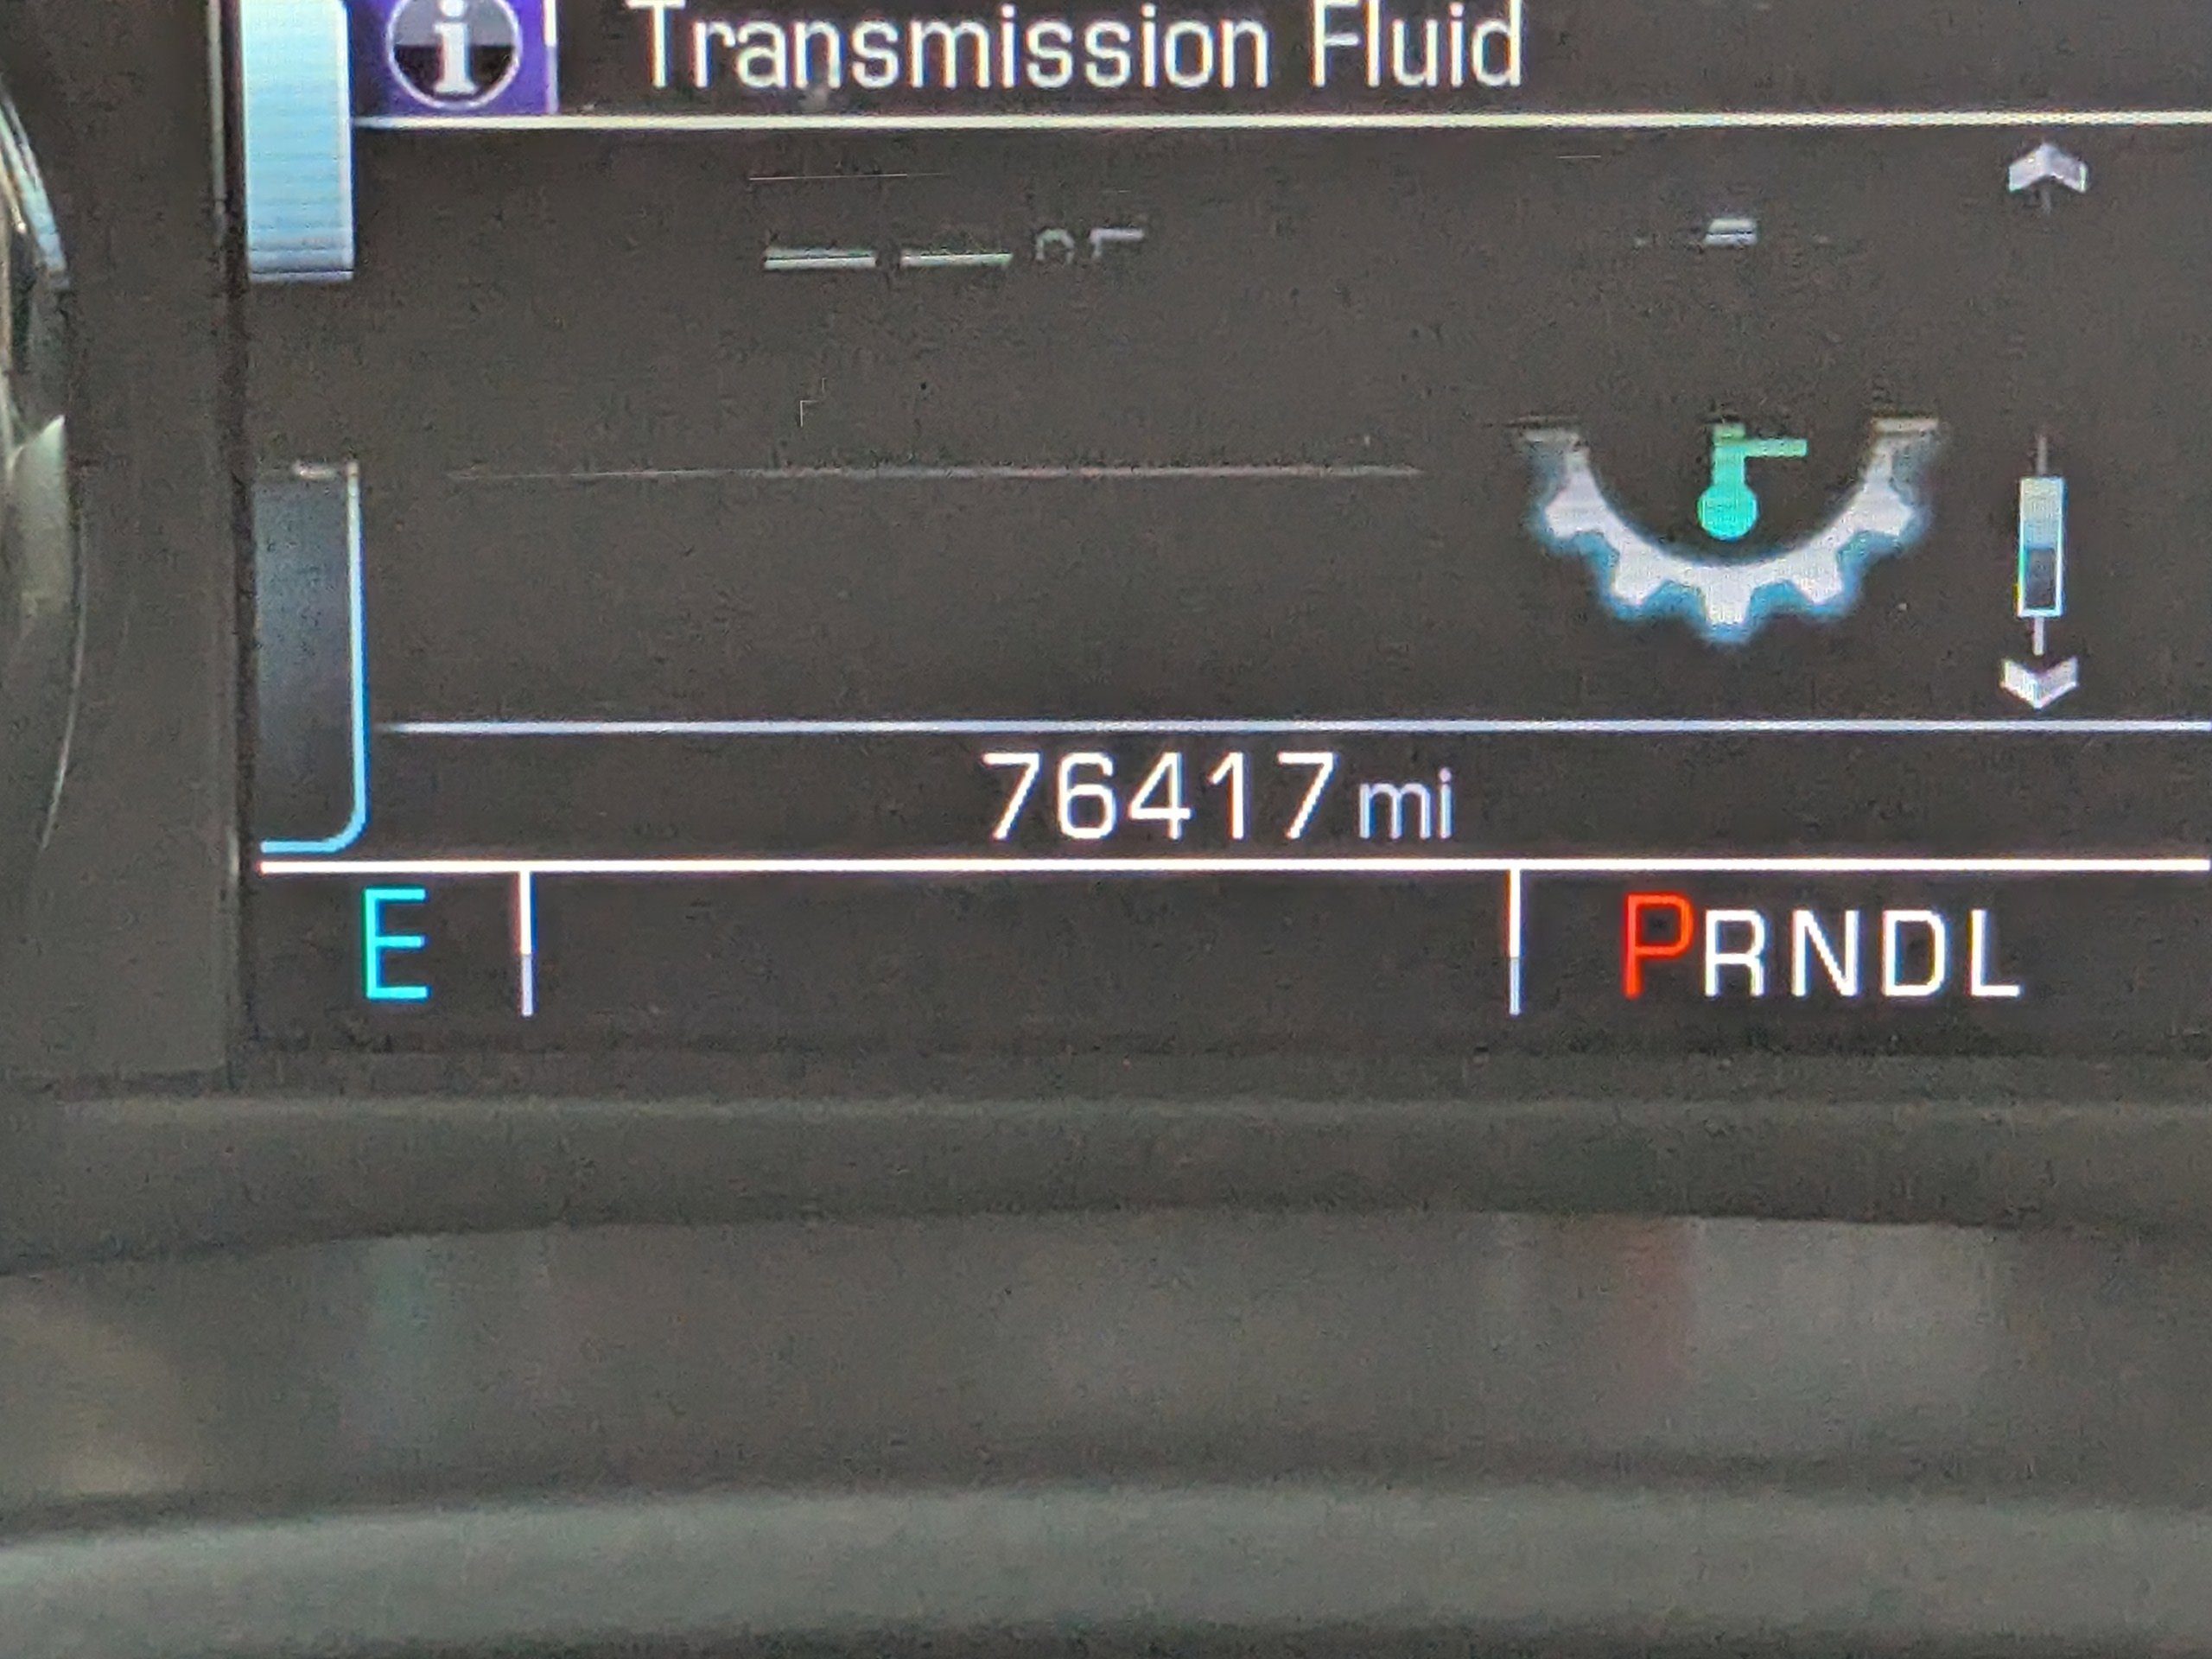 Transmission Fluid
-- °F
76417 mi
E
PRNDL